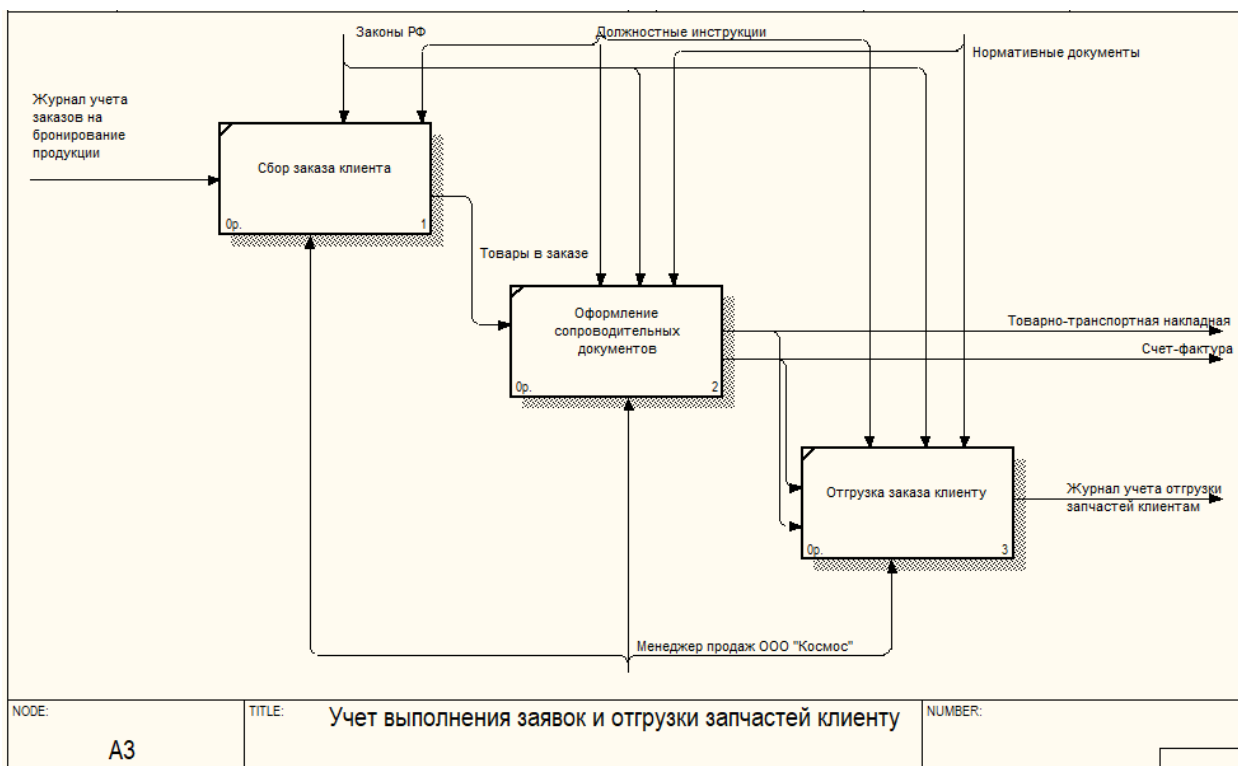 Законы РФ
Должностные инструкции
Нормативные документы
Журнал учета
заказов на
бронирование
продукции
Сбор заказа клиента
0р.
1
Товары в заказе
Оформление
сопроводительных
документов
0р.
2
Товарно-транспортная накладная
Счет-фактура
Отгрузка заказа клиенту
0р.
3
Журнал учета отгрузки
запчастей клиентам
Менеджер продаж ООО "Космос"
NODE:
A3
TITLE:
Учет выполнения заявок и отгрузки запчастей клиенту
NUMBER: